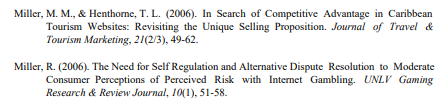 Miller, M. M., & Henthorne, T. L. (2006). In Search of Competitive Advantage in Caribbean
Tourism Websites: Revisiting the Unique Selling Proposition. Journal of Travel &
Tourism Marketing, 21(2/3), 49-62.
Miller, R. (2006). The Need for Self Regulation and Alternative Dispute Resolution to Moderate
Consumer Perceptions of Perceived Risk with Internet Gambling. UNLV Gaming
Research & Review Journal, 10(1), 51-58.